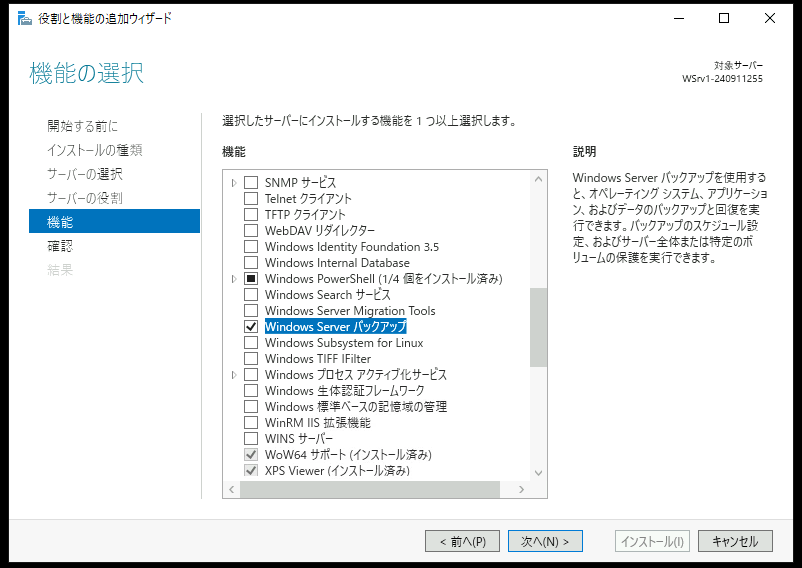 役割と機能の追加ウィザード
機能の選択
対象サーバー
WSrv1-240911255
開始する前に
インストールの種類
サーバーの選択
サーバーの役割
機能
確認
結果
選択したサーバーにインストールする機能を 1 つ以上選択します。
機能
SNMP サービス
Telnet クライアント
TFTP クライアント
WebDAV リダイレクター
Windows Identity Foundation 3.5
Windows Internal Database
Windows PowerShell (1/4 個をインストール済み)
Windows Search サービス
Windows Server Migration Tools
Windows Server バックアップ
Windows Subsystem for Linux
Windows TIFF IFilter
Windows プロセス アクティブ化サービス
Windows 生体認証フレームワーク
Windows 標準ベースの記憶域の管理
WinRM IIS 拡張機能
WINS サーバー
WoW64 サポート (インストール済み)
XPS Viewer (インストール済み)
説明
Windows Server バックアップを使用する
と、オペレーティング システム、アプリケーショ
ン、およびデータのバックアップと回復を実
行できます。バックアップのスケジュール設
定、およびサーバー全体または特定のボ
リュームの保護を実行できます。
< 前へ(P)
次へ(N) >
インストール(I)
キャンセル